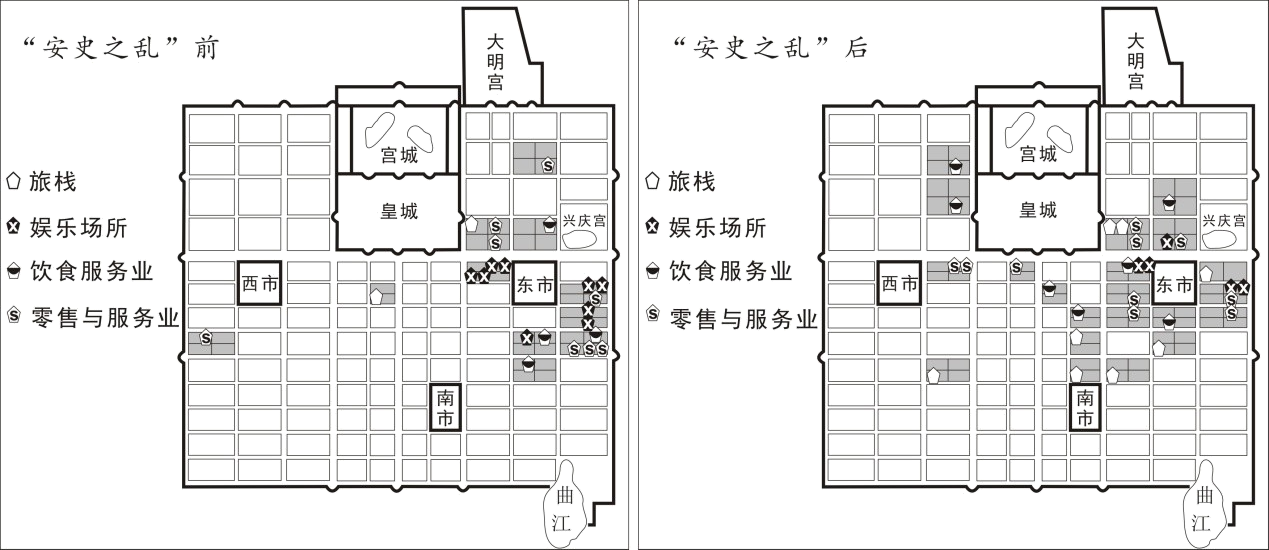 “安史之乱”前
大明宫
宫城
皇城
兴庆宫
旅栈
娱乐场所
饮食服务业
零售与服务业
西市
东市
南市
曲江
“安史之乱”后
大明宫
宫城
皇城
兴庆宫
旅栈
娱乐场所
饮食服务业
零售与服务业
西市
东市
南市
曲江